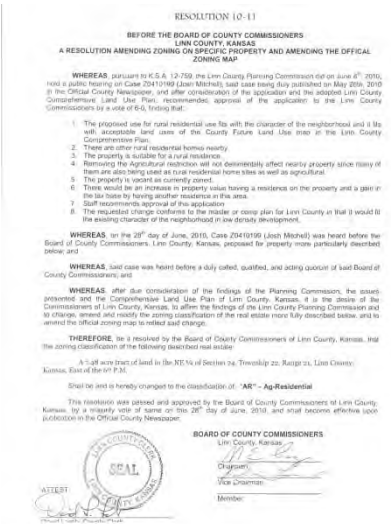 RESOLUTION 10-11
BEFORE THE BOARD OF COUNTY COMMISSIONERS
LINN COUNTY, KANSAS
A RESOLUTION AMENDING ZONING ON SPECIFIC PROPERTY AND AMENDING THE OFFICAL
ZONING MAP
WHEREAS, pursuant to K.S.A. 12-759, the Linn County Planning Commission did on June 8th, 2010,
hold a public hearing on Case Z0410199 (Josh Mitchell), said case being duly published on May 26th, 2010
in the Official County Newspaper, and after consideration of the application and the adopted Linn County
Comprehensive Land Use Plan, recommended approval of the application to the Linn County
Commissioners by a vote of 6-0, finding that:
1. The proposed use for rural residential use fits with the character of the neighborhood and it fits
with acceptable land uses of the County Future Land Use map in the Linn County
Comprehensive Plan.
2. There are other rural residential homes nearby.
3. The property is suitable for a rural residence.
4. Removing the Agricultural restriction will not detrimentally affect nearby property since many of
them are also being used as rural residential home sites as well as agricultural.
5. The property is vacant as currently zoned.
6. There would be an increase in property value having a residence on the property and a gain in
the tax base by having another residence in this area.
7. Staff recommends approval of this application
8. The requested change conforms to the master or comp plan for Linn County in that it would fit
the existing character of the neighborhood in low density development.
WHEREAS, on the 28th day of June, 2010, Case Z0410199 (Josh Mitchell) was heard before the
Board of County Commissioners, Linn County, Kansas, proposed for property more particularly described
below; and
WHEREAS, said case was heard before a duly called, qualified, and acting quorum of said Board of
County Commissioners; and
WHEREAS, after due consideration of the findings of the Planning Commission, the issues
presented and the Comprehensive Land Use Plan of Linn County, Kansas, it is the desire of the
Commissioners of Linn County, Kansas, to affirm the findings of the Linn County Planning Commission and
to change, amend and modify the zoning classification of the real estate more fully described below, and to
amend the official zoning map to reflect said change.
THEREFORE, be it resolved by the Board of County Commissioners of Linn County, Kansas, that
the zoning classification of the following described real estate:
A acre tract of land in the NE ¼ of Section 24, Township 22, Range 21, Linn County,
Kansas, East of the 6th P.M.
Shall be and is hereby changed to the classification of: "AR" – Ag-Residential
This resolution was passed and approved by the Board of County Commissioners of Linn County,
Kansas, by a majority vote of same on this 28th day of June, 2010, and shall become effective upon
publication in the Official County Newspaper.
BOARD OF COUNTY COMMISSIONERS
Linn County, Kansas
Chairman
Vice Chairman
Member
LINN COUNTY CLERK
SEAL
LINN COUNTY, KANSAS
ATTEST